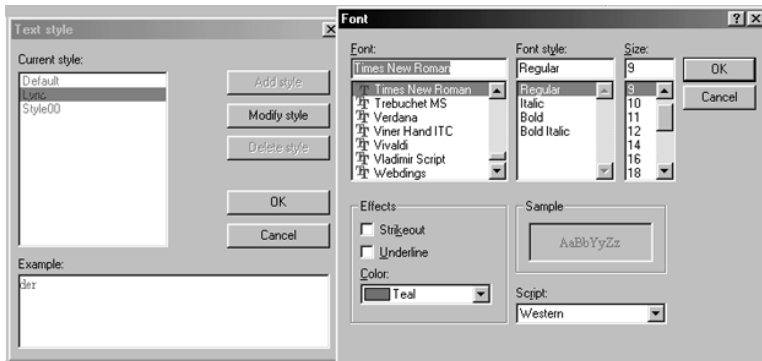 Text style
Current style:
Default
Lyric
Style00
Add style
Modify style
Delete style
OK
Cancel
Example:
der
Font
Font:
Times New Roman
Times New Roman
Trebuchet MS
Verdana
Viner Hand ITC
Vivaldi
Vladimir Script
Webdings
Font style:
Regular
Regular
Italic
Bold
Bold Italic
Size:
9
9
10
11
12
14
16
18
OK
Cancel
Effects
Strikeout
Underline
Color:
Teal
Sample
AaBbYyZz
Script:
Western